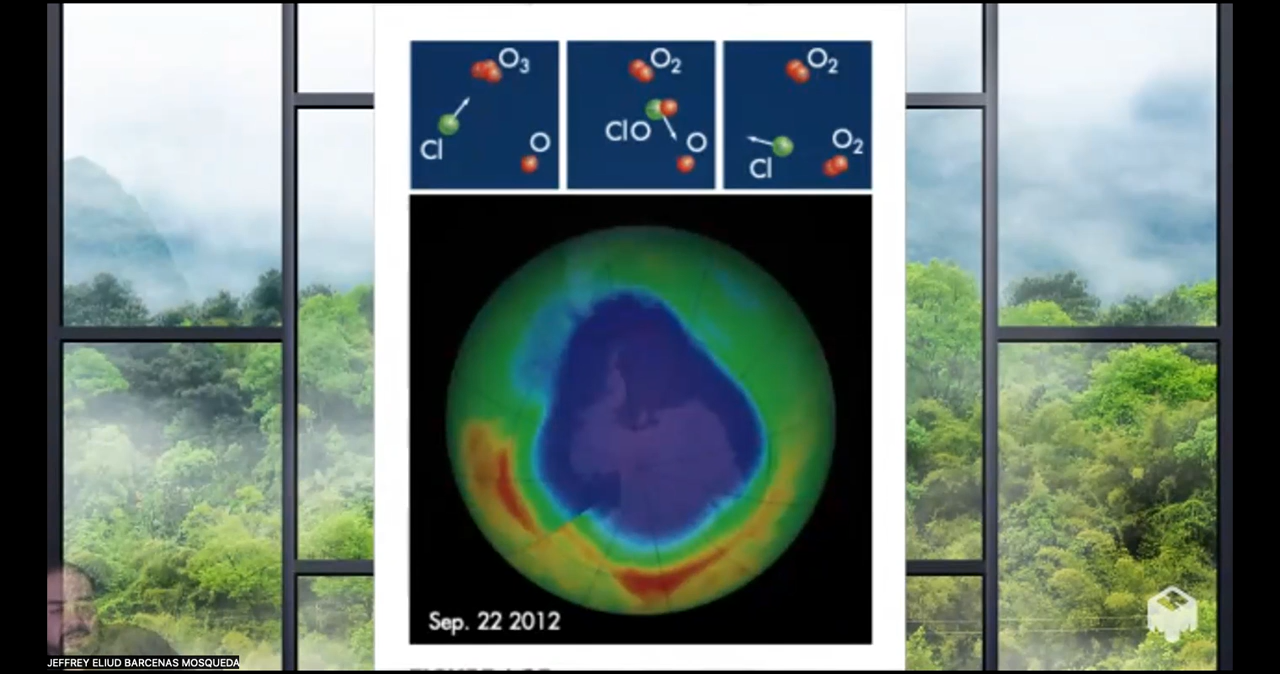 O3
Cl
O
O2
ClO
O
O2
Cl
O2
Sep. 22 2012
JEFFREY ELIUD BARCENAS MOSQUEDA